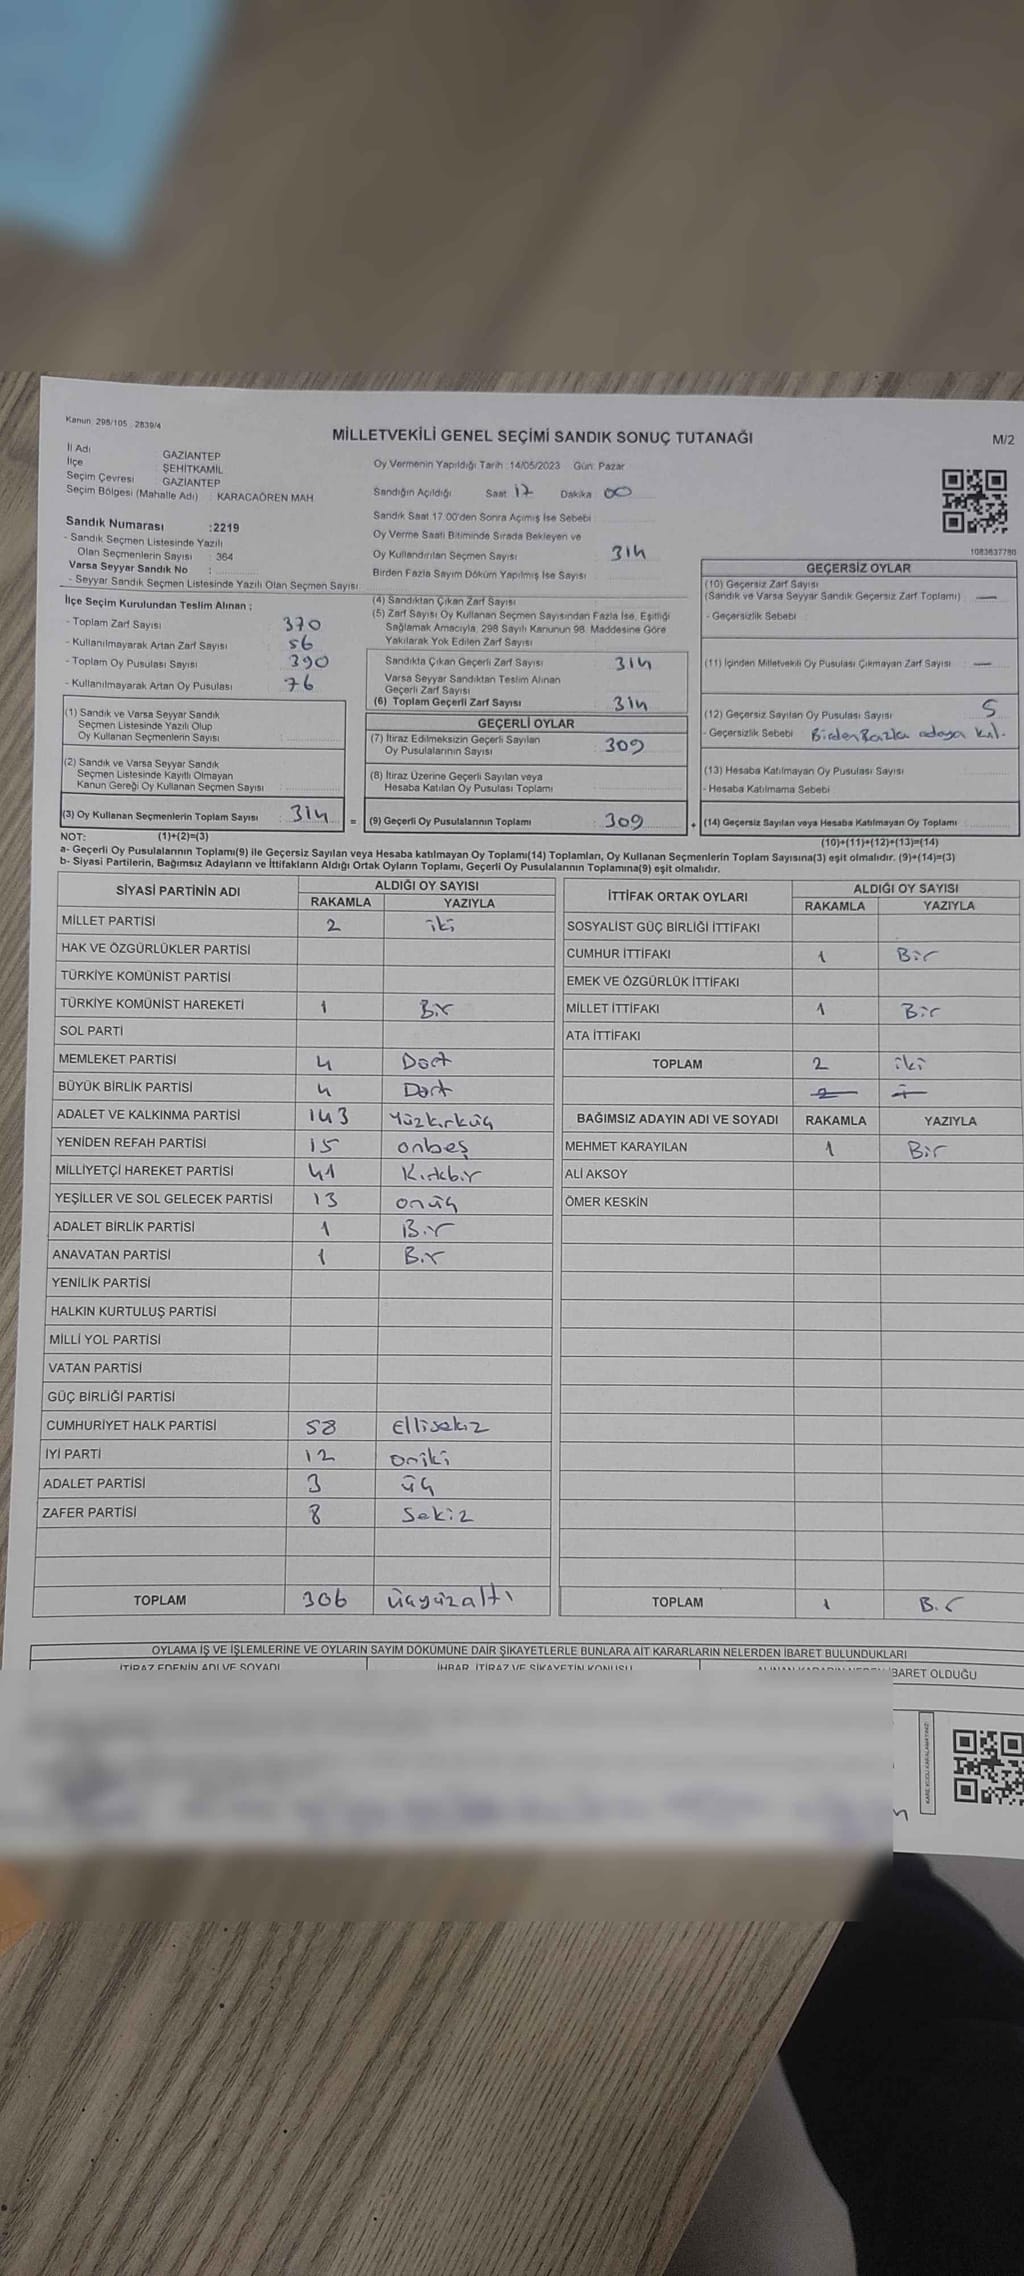 Kanun 298/105 , 2839/4
MİLLETVEKİLİ GENEL SEÇİMİ SANDIK SONUÇ TUTANAĞI
M/2
İl Adı : GAZİANTEP
İlçe : ŞEHİTKAMİL
Seçim Çevresi : GAZİANTEP
Seçim Bölgesi (Mahalle Adı) : KARACAÖREN MAH
Sandık Numarası :2219
- Sandık Seçmen Listesinde Yazılı
Olan Seçmenlerin Sayısı : 364
Varsa Seyyar Sandık No :
- Seyyar Sandık Seçmen Listesinde Yazılı Olan Seçmen Sayısı
Oy Vermenin Yapıldığı Tarih : 14/05/2023 Gün: Pazar
Sandığın Açıldığı Saat 17 Dakika 00
Sandık Saat 17.00'den Sonra Açımış İse Sebebi
Oy Verme Saati Bitiminde Sırada Bekleyen ve
Oy Kullandırılan Seçmen Sayısı 314
Birden Fazla Sayım Döküm Yapılmış İse Sayısı
1083637780
İlçe Seçim Kurulundan Teslim Alınan :
- Toplam Zarf Sayısı 370
- Kullanılmayarak Artan Zarf Sayısı 56
- Toplam Oy Pusulası Sayısı 390
- Kullanılmayarak Artan Oy Pusulası 76
(1) Sandık ve Varsa Seyyar Sandık
Seçmen Listesinde Yazılı Olup
Oy Kullanan Seçmenlerin Sayısı
(2) Sandık ve Varsa Seyyar Sandık
Seçmen Listesinde Kayıtlı Olmayan
Kanun Gereği Oy Kullanan Seçmen Sayısı
(3) Oy Kullanan Seçmenlerin Toplam Sayısı : 314 =
(4) Sandıktan Çıkan Zarf Sayısı
(5) Zarf Sayısı Oy Kullanan Seçmen Sayısından Fazla İse, Eşitliği
Sağlamak Amacıyla, 298 Sayılı Kanunun 98. Maddesine Göre
Yakılarak Yok Edilen Zarf Sayısı
Sandıkta Çıkan Geçerli Zarf Sayısı 314
Varsa Seyyar Sandıktan Teslim Alınan
Geçerli Zarf Sayısı
(6) Toplam Geçerli Zarf Sayısı 314
GEÇERLİ OYLAR
(7) İtiraz Edilmeksizin Geçerli Sayılan
Oy Pusulalarının Sayısı 309
(8) İtiraz Üzerine Geçerli Sayılan veya
Hesaba Katılan Oy Pusulası Toplamı
(9) Geçerli Oy Pusulalarının Toplamı 309 +
GEÇERSİZ OYLAR
(10) Geçersiz Zarf Sayısı
(Sandık ve Varsa Seyyar Sandık Geçersiz Zarf Toplamı) —
- Geçersizlik Sebebi
(11) İçinden Milletvekili Oy Pusulası Çıkmayan Zarf Sayısı : —
(12) Geçersiz Sayılan Oy Pusulası Sayısı 5
- Geçersizlik Sebebi Birden Fazla adaya kul.
(13) Hesaba Katılmayan Oy Pusulası Sayısı
- Hesaba Katılmama Sebebi
(14) Geçersiz Sayılan veya Hesaba Katılmayan Oy Toplamı
NOT: (1)+(2)=(3)
(10)+(11)+(12)+(13)=(14)
a- Geçerli Oy Pusulalarının Toplamı(9) ile Geçersiz Sayılan veya Hesaba katılmayan Oy Toplamı(14) Toplamları, Oy Kullanan Seçmenlerin Toplam Sayısına(3) eşit olmalıdır. (9)+(14)=(3)
b- Siyasi Partilerin, Bağımsız Adayların ve İttifakların Aldığı Ortak Oyların Toplamı, Geçerli Oy Pusulalarının Toplamına(9) eşit olmalıdır.
SİYASİ PARTİNİN ADI ALDIĞI OY SAYISI
RAKAMLA YAZIYLA
MİLLET PARTİSİ 2 iki
HAK VE ÖZGÜRLÜKLER PARTİSİ
TÜRKİYE KOMÜNİST PARTİSİ
TÜRKİYE KOMÜNİST HAREKETİ 1 Bir
SOL PARTİ
MEMLEKET PARTİSİ 4 Dört
BÜYÜK BİRLİK PARTİSİ 4 Dört
ADALET VE KALKINMA PARTİSİ 143 Yüzkırküç
YENİDEN REFAH PARTİSİ 15 onbeş
MİLLİYETÇİ HAREKET PARTİSİ 41 Kırkbir
YEŞİLLER VE SOL GELECEK PARTİSİ 13 onüç
ADALET BİRLİK PARTİSİ 1 Bir
ANAVATAN PARTİSİ 1 Bir
YENİLİK PARTİSİ
HALKIN KURTULUŞ PARTİSİ
MİLLİ YOL PARTİSİ
VATAN PARTİSİ
GÜÇ BİRLİĞİ PARTİSİ
CUMHURİYET HALK PARTİSİ 58 Ellisekiz
İYİ PARTİ 12 oniki
ADALET PARTİSİ 3 üç
ZAFER PARTİSİ 8 Sekiz
TOPLAM 306 üçyüzaltı
İTTİFAK ORTAK OYLARI ALDIĞI OY SAYISI
RAKAMLA YAZIYLA
SOSYALİST GÜÇ BİRLİĞİ İTTİFAKI
CUMHUR İTTİFAKI 1 Bir
EMEK VE ÖZGÜRLÜK İTTİFAKI
MİLLET İTTİFAKI 1 Bir
ATA İTTİFAKI
TOPLAM 2 iki
BAĞIMSIZ ADAYIN ADI VE SOYADI RAKAMLA YAZIYLA
MEHMET KARAYILAN 1 Bir
ALİ AKSOY
ÖMER KESKİN
TOPLAM 1 Bir
OYLAMA İŞ VE İŞLEMLERİNE VE OYLARIN SAYIM DÖKÜMÜNE DAİR ŞİKAYETLERLE BUNLARA AİT KARARLARIN NELERDEN İBARET BULUNDUKLARI
İTİRAZ EDENİN ADI VE SOYADI İHBAR, İTİRAZ VE ŞİKAYETİN KONUSU BARET OLDUĞU